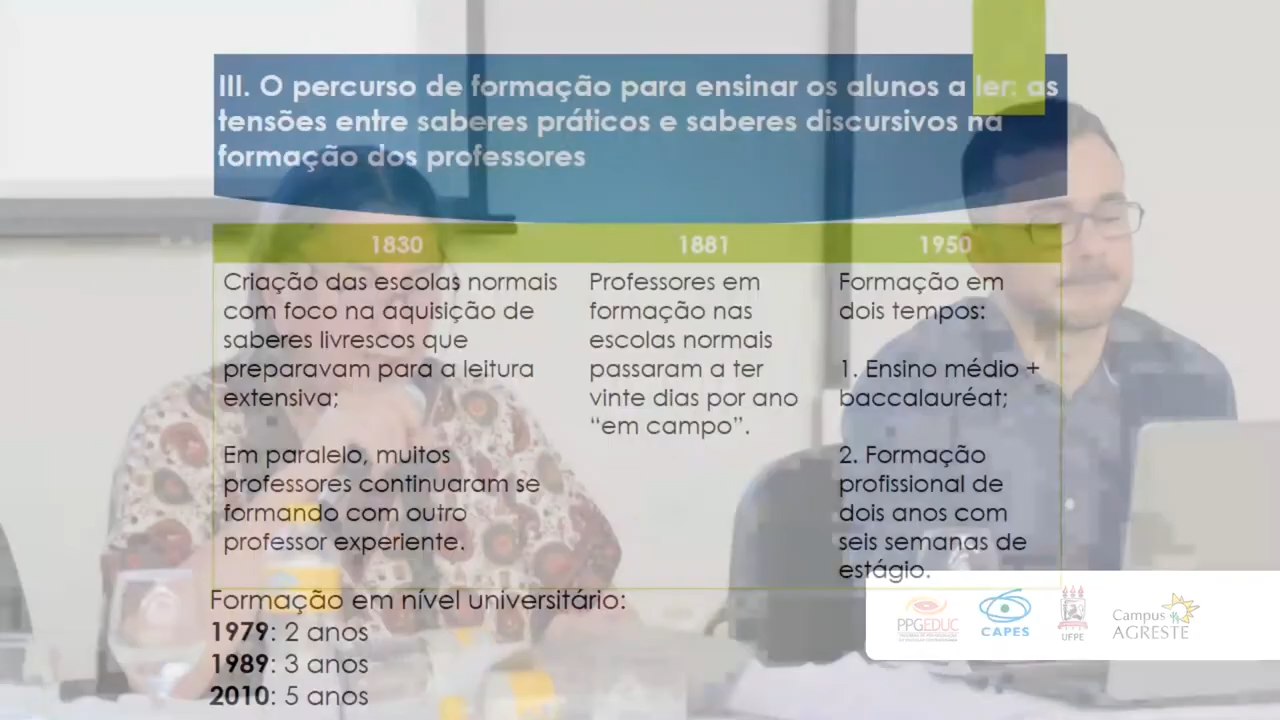 III. O percurso de formação para ensinar os alunos a ler: as
tensões entre saberes práticos e saberes discursivos na
formação dos professores
1830
1881
1950
Criação das escolas normais
com foco na aquisição de
saberes livrescos que
preparavam para a leitura
extensiva;
Em paralelo, muitos
professores continuaram se
formando com outro
professor experiente.
Professores em
formação nas
escolas normais
passaram a ter
vinte dias por ano
“em campo”.
Formação em
dois tempos:
1. Ensino médio +
baccalauréat;
2. Formação
profissional de
dois anos com
seis semanas de
estágio.
Formação em nível universitário:
1979: 2 anos
1989: 3 anos
2010: 5 anos
PPGEDUC
CAPES
UFPE
Campus
AGRESTE